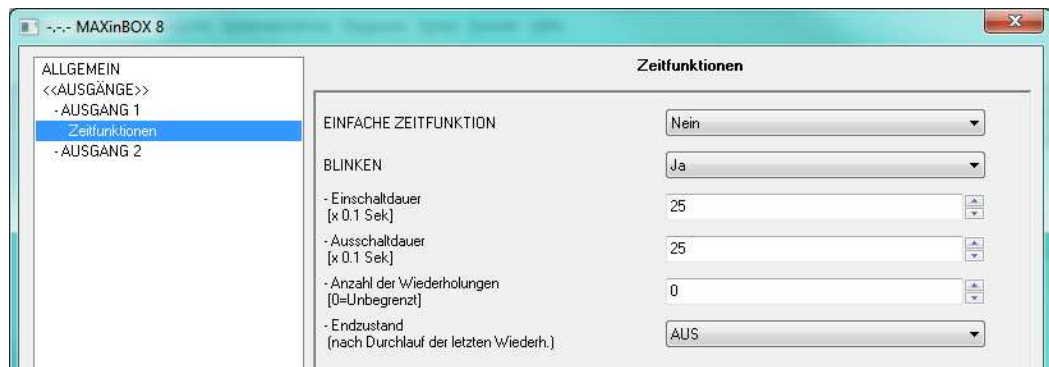 -.-.- MAXinBOX 8
ALLGEMEIN
<<AUSGÄNGE>>
- AUSGANG 1
Zeitfunktionen
- AUSGANG 2
Zeitfunktionen
EINFACHE ZEITFUNKTION
Nein
BLINKEN
Ja
- Einschaltdauer
[x 0.1 Sek]
25
- Ausschaltdauer
[x 0.1 Sek]
25
- Anzahl der Wiederholungen
[0=Unbegrenzt]
0
- Endzustand
(nach Durchlauf der letzten Wiederh.)
AUS